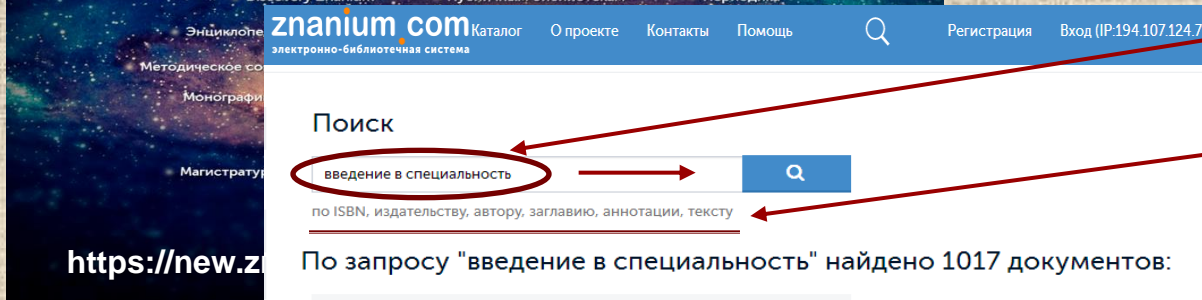 znanium.com
электронно-библиотечная система
Каталог О проекте Контакты Помощь Регистрация Вход (IP:194.107.124.7
Энциклопе
Методическое со
Монографи
Магистрату
Поиск
введение в специальность
по ISBN, издательству, автору, заглавию, аннотации, тексту
https://new.z
По запросу "введение в специальность" найдено 1017 документов: